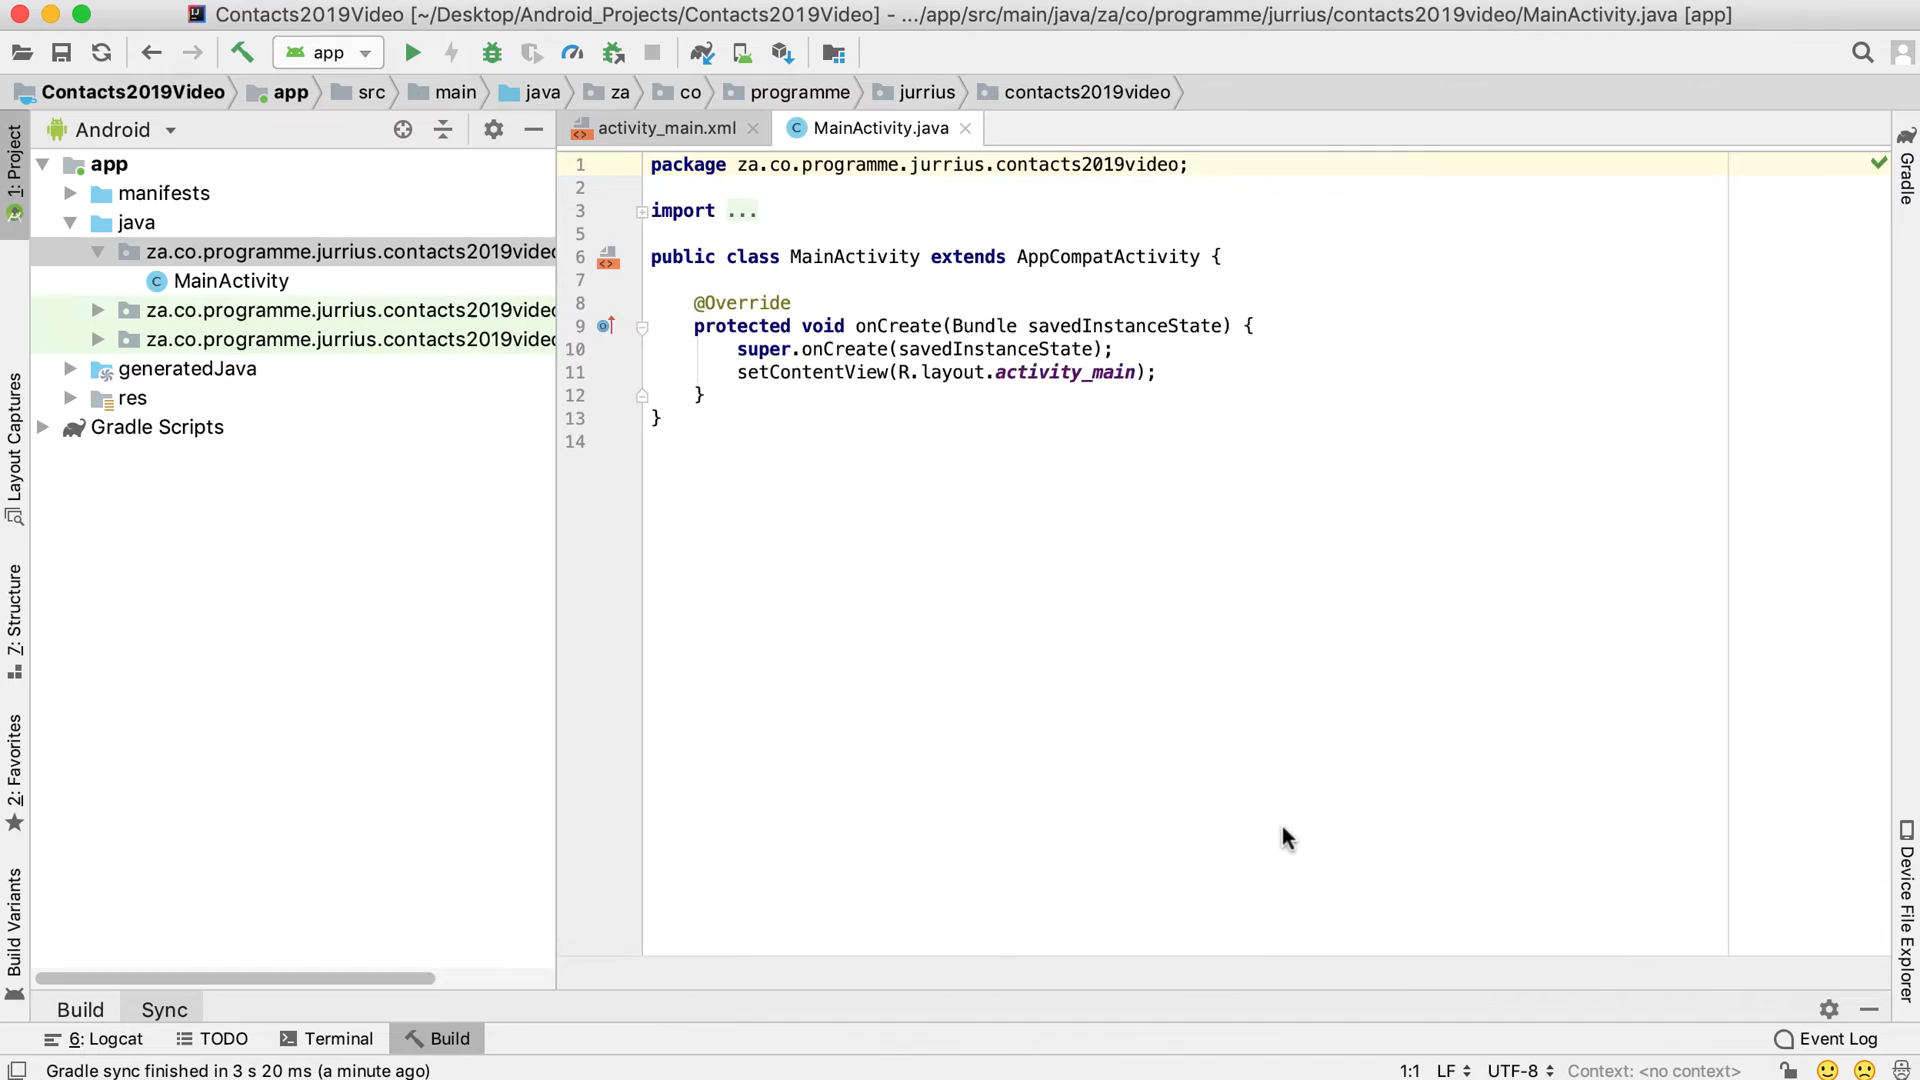 Contacts2019Video [~/Desktop/Android_Projects/Contacts2019Video] - .../app/src/main/java/za/co/programme/jurrius/contacts2019video/MainActivity.java [app]
app
Contacts2019Video app src main java za co programme jurrius contacts2019video
Android
activity_main.xml
MainActivity.java
1: Project
Layout Captures
7: Structure
2: Favorites
Build Variants
app
manifests
java
za.co.programme.jurrius.contacts2019video
MainActivity
za.co.programme.jurrius.contacts2019video
za.co.programme.jurrius.contacts2019video
generatedJava
res
Gradle Scripts
1 package za.co.programme.jurrius.contacts2019video;
2
3 import ...
5
6 public class MainActivity extends AppCompatActivity {
7
8 @Override
9 protected void onCreate(Bundle savedInstanceState) {
10 super.onCreate(savedInstanceState);
11 setContentView(R.layout.activity_main);
12 }
13 }
14
Gradle
Device File Explorer
Build Sync
6: Logcat TODO Terminal Build Event Log
Gradle sync finished in 3 s 20 ms (a minute ago) 1:1 LF UTF-8 Context: <no context>